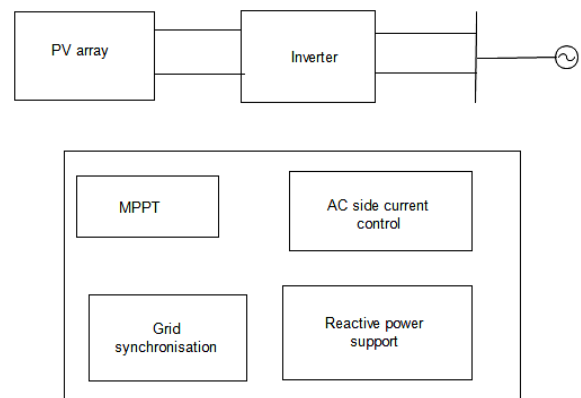 PV array
Inverter
MPPT
AC side current
control
Grid
synchronisation
Reactive power
support